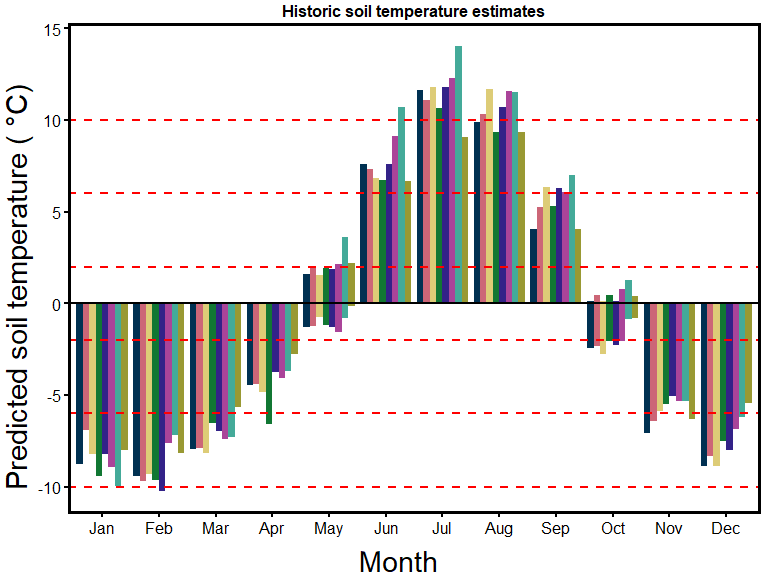 Historic soil temperature estimates
Predicted soil temperature ( °C)
15
10
5
0
-5
-10
Jan Feb Mar Apr May Jun Jul Aug Sep Oct Nov Dec
Month